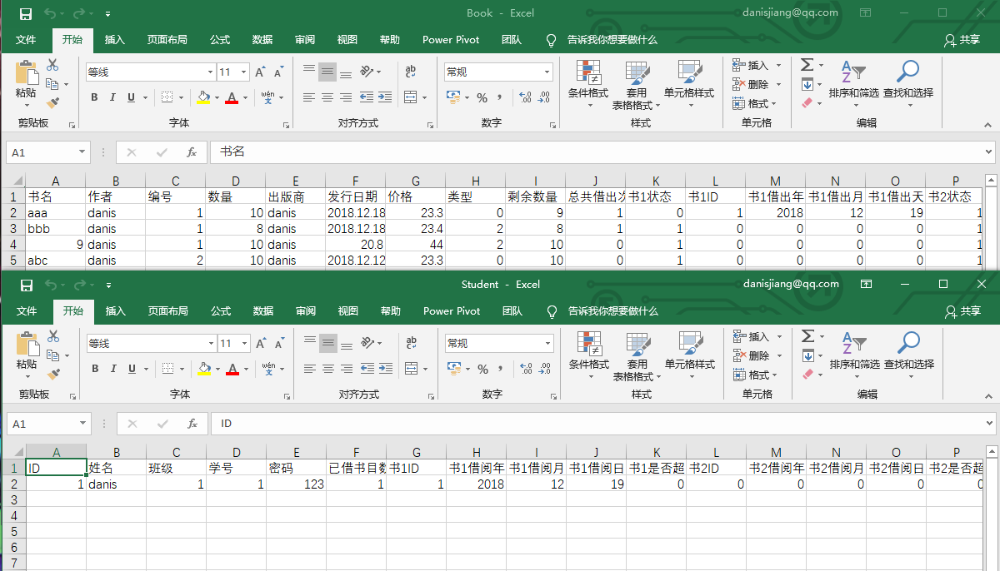 Book - Excel danisjiang@qq.com
文件 开始 插入 页面布局 公式 数据 审阅 视图 帮助 Power Pivot 团队 告诉我你想要做什么 共享
粘贴 等线 11 A A ab 常规 条件格式 套用 表格格式 单元格样式 插入 删除 格式 Σ 排序和筛选 查找和选择
B I U A wén 文 % , .00 .00
剪贴板 字体 对齐方式 数字 样式 单元格 编辑
A1 fx 书名
A B C D E F G H I J K L M N O P
1 书名 作者 编号 数量 出版商 发行日期 价格 类型 剩余数量 总共借出次 书1状态 书1ID 书1借出年 书1借出月 书1借出天 书2状态
2 aaa danis 1 10 danis 2018.12.18 23.3 0 9 1 0 1 2018 12 19 1
3 bbb danis 1 8 danis 2018.12.18 23.4 2 8 1 1 0 0 0 0 1
4 9 danis 1 10 danis 20.8 44 2 10 0 1 0 0 0 0 1
5 abc danis 2 10 danis 2018.12.12 23.3 0 10 0 1 0 0 0 0 1
Student - Excel danisjiang@qq.com
文件 开始 插入 页面布局 公式 数据 审阅 视图 帮助 Power Pivot 团队 告诉我你想要做什么 共享
粘贴 等线 11 A A ab 常规 条件格式 套用 表格格式 单元格样式 插入 删除 格式 Σ 排序和筛选 查找和选择
B I U A wén 文 % , .00 .00
剪贴板 字体 对齐方式 数字 样式 单元格 编辑
A1 fx ID
A B C D E F G H I J K L M N O P
1 ID 姓名 班级 学号 密码 已借书目数 书1ID 书1借阅年 书1借阅月 书1借阅日 书1是否超 书2ID 书2借阅年 书2借阅月 书2借阅日 书2是否超
2 1 danis 1 1 123 1 1 2018 12 19 0 0 0 0 0 0
3
4
5
6
7